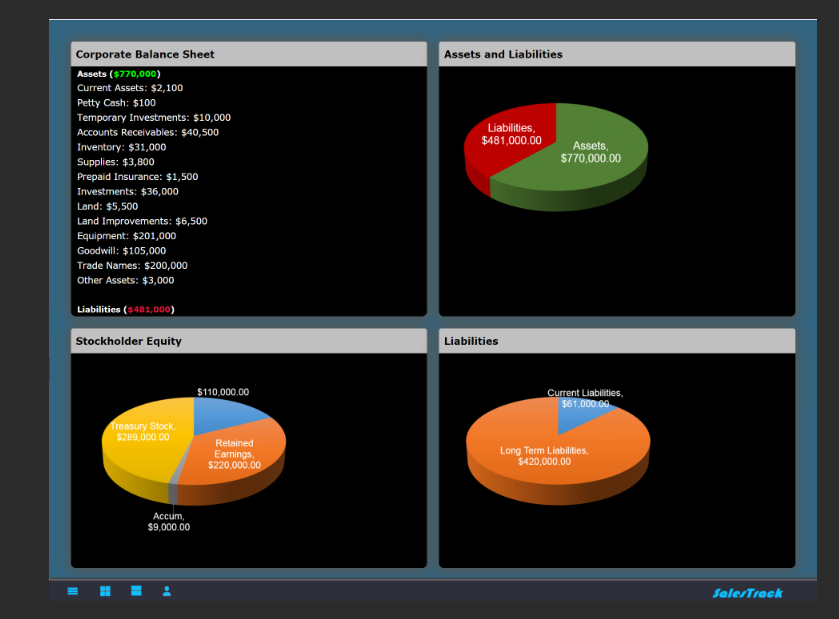 Corporate Balance Sheet
Assets ($770,000)
Current Assets: $2,100
Petty Cash: $100
Temporary Investments: $10,000
Accounts Receivables: $40,500
Inventory: $31,000
Supplies: $3,800
Prepaid Insurance: $1,500
Investments: $36,000
Land: $5,500
Land Improvements: $6,500
Equipment: $201,000
Goodwill: $105,000
Trade Names: $200,000
Other Assets: $3,000
Liabilities ($481,000)
Assets and Liabilities
Liabilities,
$481,000.00
Assets,
$770,000.00
Stockholder Equity
$110,000.00
Treasury Stock,
$289,000.00
Retained
Earnings,
$220,000.00
Accum,
$9,000.00
Liabilities
Current Liabilities,
$61,000.00
Long Term Liabilities,
$420,000.00
SalesTrack